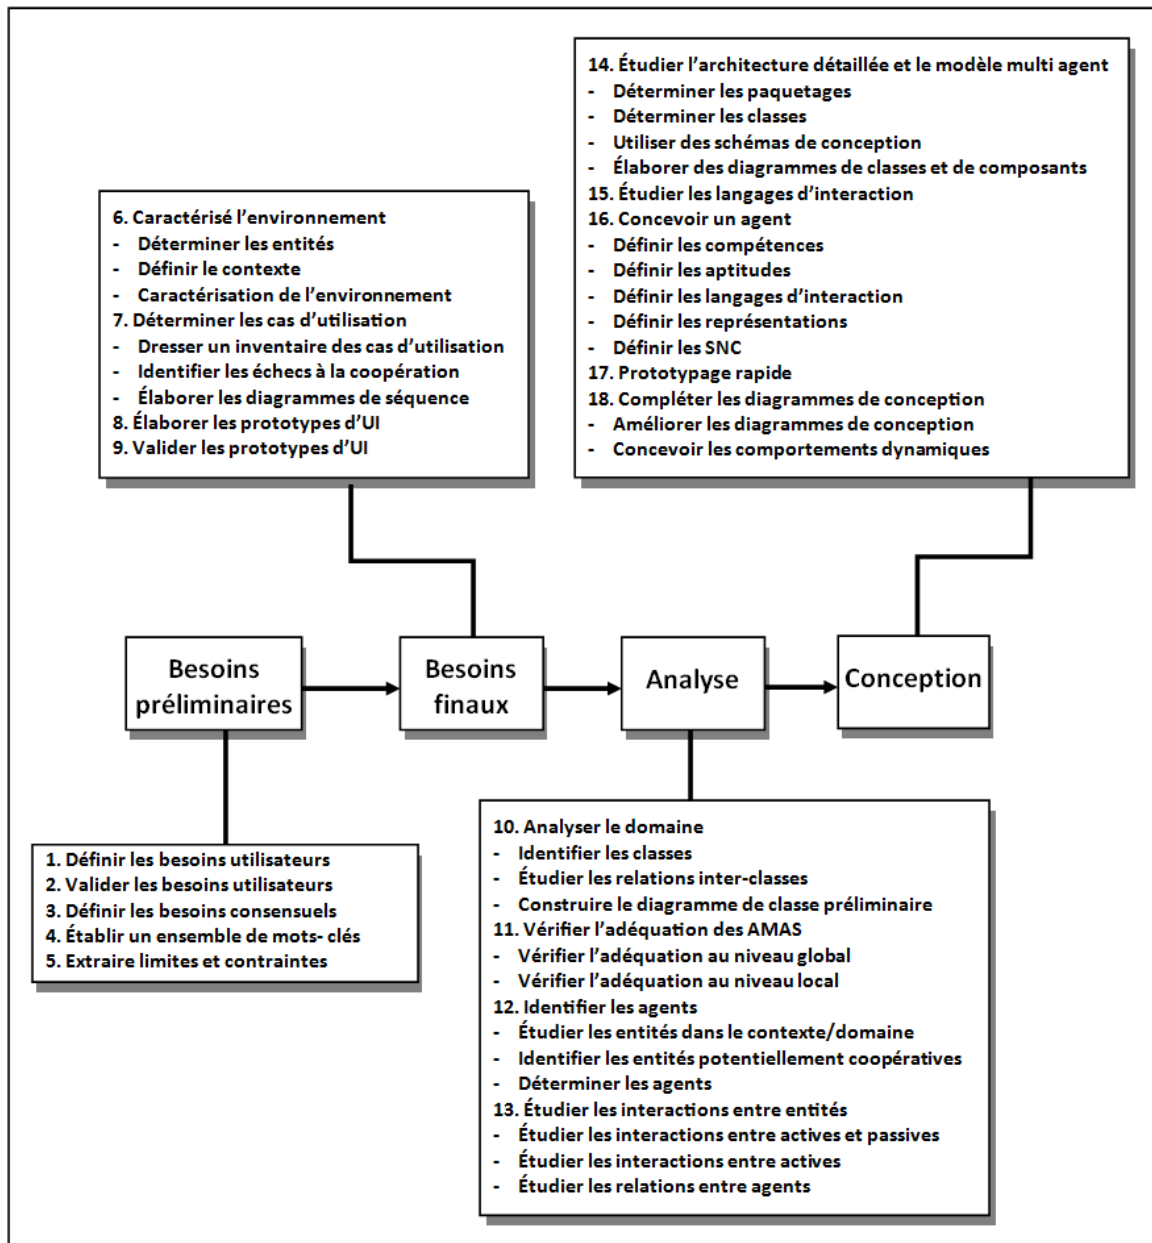 14. Étudier l’architecture détaillée et le modèle multi agent
- Déterminer les paquetages
- Déterminer les classes
- Utiliser des schémas de conception
- Élaborer des diagrammes de classes et de composants
15. Étudier les langages d’interaction
16. Concevoir un agent
- Définir les compétences
- Définir les aptitudes
- Définir les langages d’interaction
- Définir les représentations
- Définir les SNC
17. Prototypage rapide
18. Compléter les diagrammes de conception
- Améliorer les diagrammes de conception
- Concevoir les comportements dynamiques
6. Caractérisé l’environnement
- Déterminer les entités
- Définir le contexte
- Caractérisation de l’environnement
7. Déterminer les cas d’utilisation
- Dresser un inventaire des cas d’utilisation
- Identifier les échecs à la coopération
- Élaborer les diagrammes de séquence
8. Élaborer les prototypes d’UI
9. Valider les prototypes d’UI
Besoins
préliminaires
Besoins
finaux
Analyse
Conception
1. Définir les besoins utilisateurs
2. Valider les besoins utilisateurs
3. Définir les besoins consensuels
4. Établir un ensemble de mots- clés
5. Extraire limites et contraintes
10. Analyser le domaine
- Identifier les classes
- Étudier les relations inter-classes
- Construire le diagramme de classe préliminaire
11. Vérifier l’adéquation des AMAS
- Vérifier l’adéquation au niveau global
- Vérifier l’adéquation au niveau local
12. Identifier les agents
- Étudier les entités dans le contexte/domaine
- Identifier les entités potentiellement coopératives
- Déterminer les agents
13. Étudier les interactions entre entités
- Étudier les interactions entre actives et passives
- Étudier les interactions entre actives
- Étudier les relations entre agents